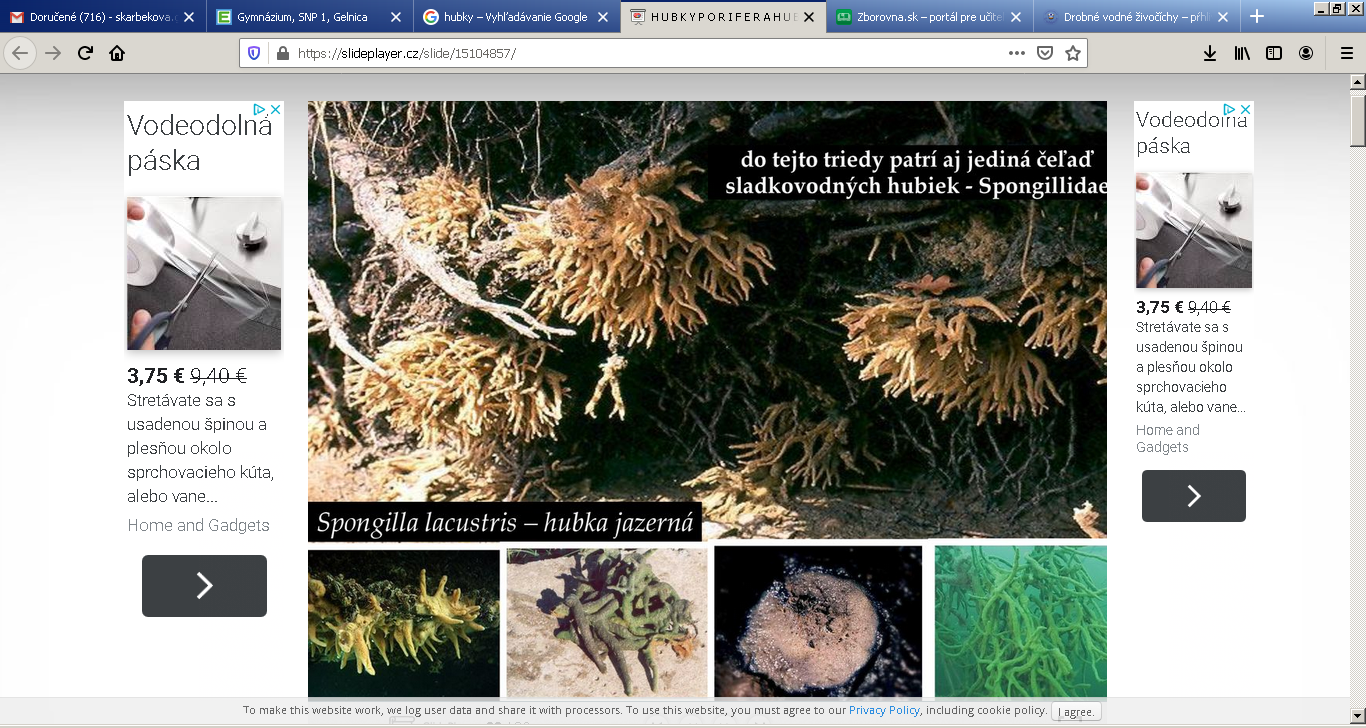 Doručené (716) - skarbekova.
Gymnázium, SNP 1, Gelnica
hubky – Vyhľadávanie Google
H U B K Y P O R I F E R A H U B
Zborovna.sk – portál pre učite
Drobné vodné živočíchy – přhl
https://slideplayer.cz/slide/15104857/
Vodeodolná
páska
3,75 € 9,40 €
Stretávate sa s
usadenou špinou a
plesňou okolo
sprchovacieho kúta,
alebo vane...
Home and Gadgets
do tejto triedy patrí aj jediná čeľaď
sladkovodných hubiek - Spongillidae
Spongilla lacustris – hubka jazerná
Vodeodolná
páska
3,75 € 9,40 €
Stretávate sa s
usadenou špinou
a plesňou okolo
sprchovacieho
kúta, alebo vane...
Home and
Gadgets
To make this website work, we log user data and share it with processors. To use this website, you must agree to our Privacy Policy, including cookie policy.
I agree.